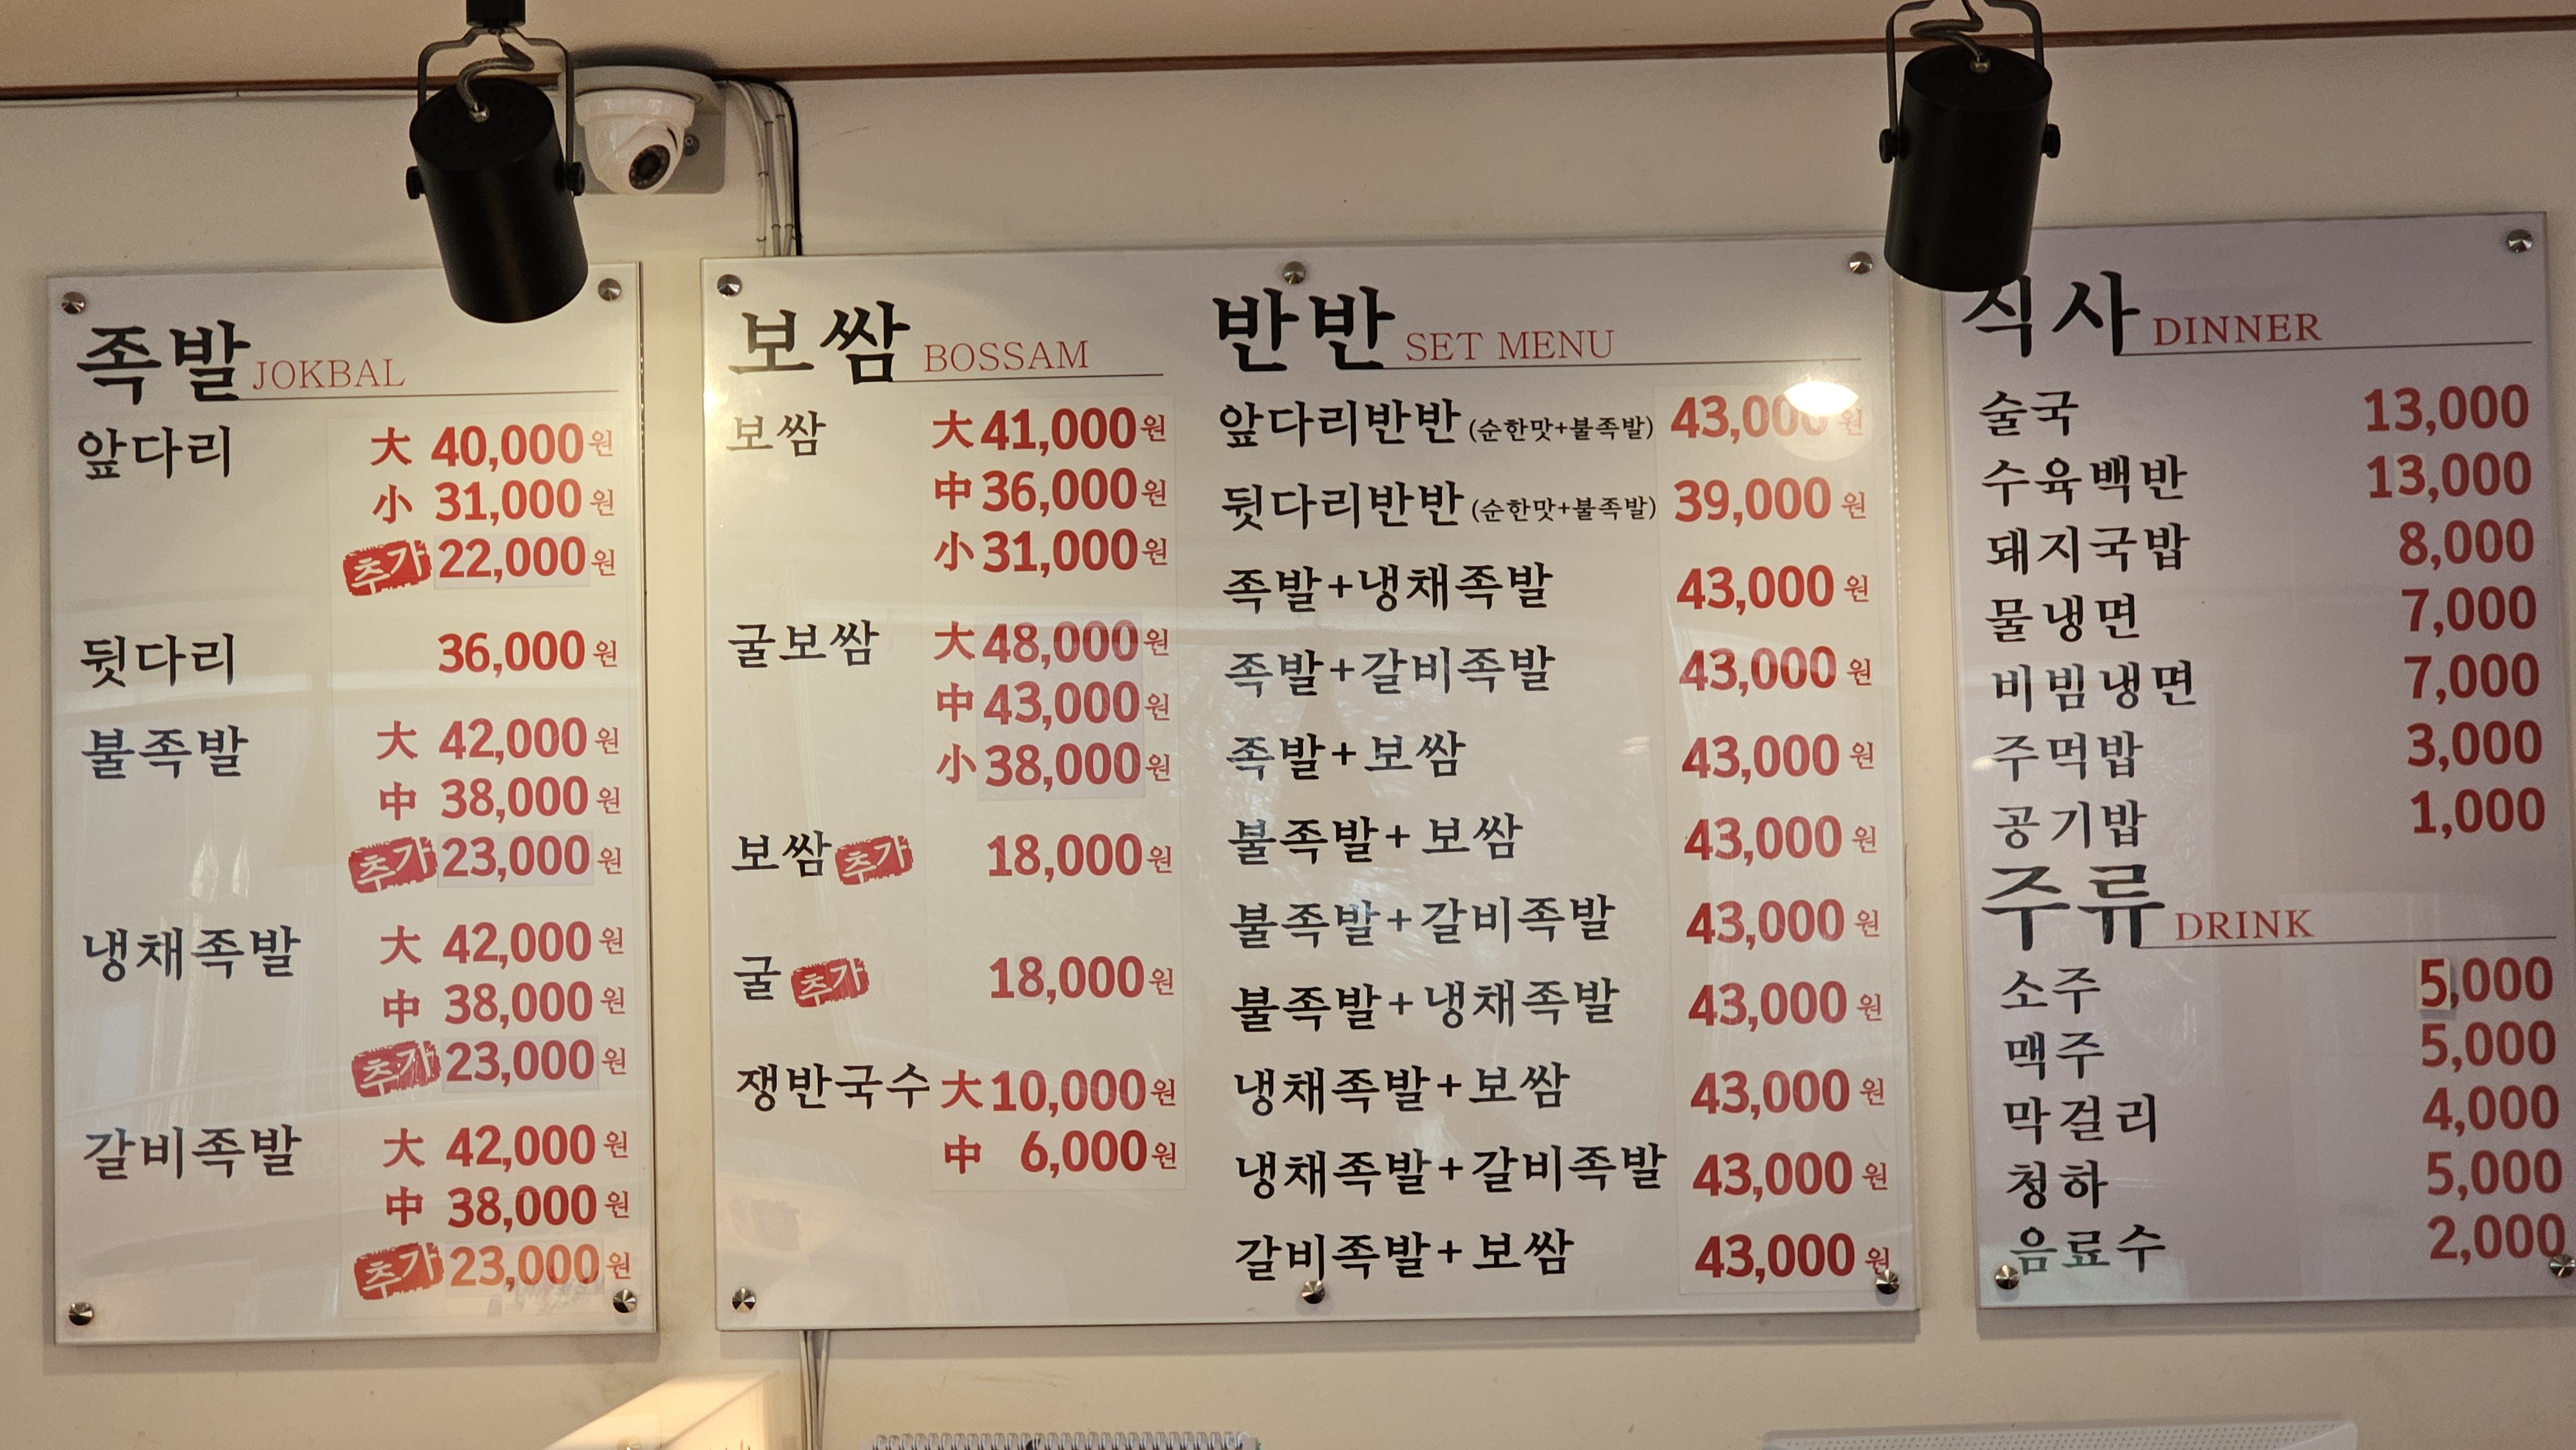 족발 JOKBAL
앞다리 大 40,000원
小 31,000원
추가 22,000원
뒷다리 36,000원
불족발 大 42,000원
中 38,000원
추가 23,000원
냉채족발 大 42,000원
中 38,000원
추가 23,000원
갈비족발 大 42,000원
中 38,000원
추가 23,000원
보쌈 BOSSAM
보쌈 大 41,000원
中 36,000원
小 31,000원
굴보쌈 大 48,000원
中 43,000원
小 38,000원
보쌈 추가 18,000원
굴 추가 18,000원
쟁반국수 大 10,000원
中 6,000원
반반 SET MENU
앞다리반반 (순한맛+불족발) 43,000원
뒷다리반반 (순한맛+불족발) 39,000원
족발+냉채족발 43,000원
족발+갈비족발 43,000원
족발+보쌈 43,000원
불족발+보쌈 43,000원
불족발+갈비족발 43,000원
불족발+냉채족발 43,000원
냉채족발+보쌈 43,000원
냉채족발+갈비족발 43,000원
갈비족발+보쌈 43,000원
식사 DINNER
술국 13,000
수육백반 13,000
돼지국밥 8,000
물냉면 7,000
비빔냉면 7,000
주먹밥 3,000
공기밥 1,000
주류 DRINK
소주 5,000
맥주 5,000
막걸리 4,000
청하 5,000
음료수 2,000